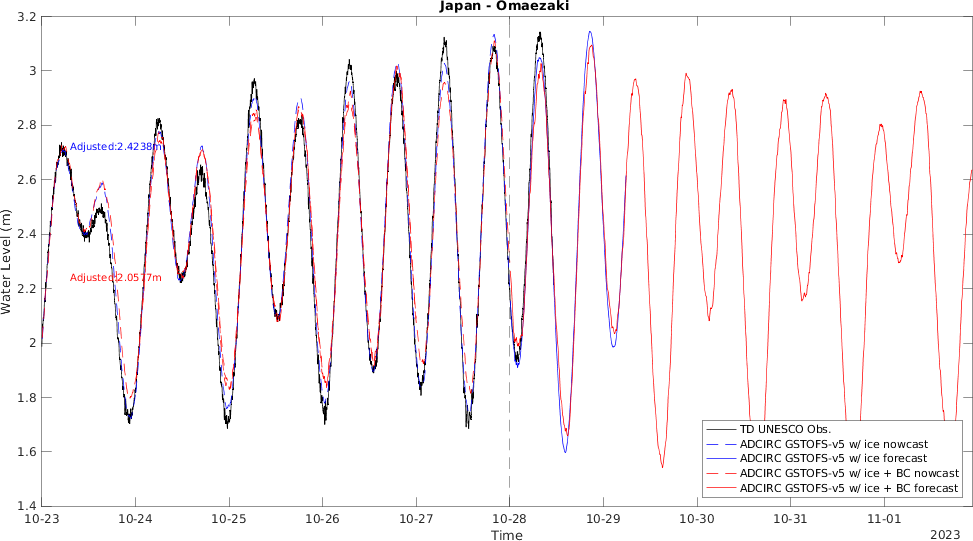 Japan - Omaezaki
3.2
3
2.8
2.6
2.4
2.2
2
1.8
1.6
1.4
Water Level (m)
Adjusted:2.4238m
Adjusted:2.0577m
TD UNESCO Obs.
ADCIRC GSTOFS-v5 w/ ice nowcast
ADCIRC GSTOFS-v5 w/ ice forecast
ADCIRC GSTOFS-v5 w/ ice + BC nowcast
ADCIRC GSTOFS-v5 w/ ice + BC forecast
10-23 10-24 10-25 10-26 10-27 10-28 10-29 10-30 10-31 11-01
Time
2023